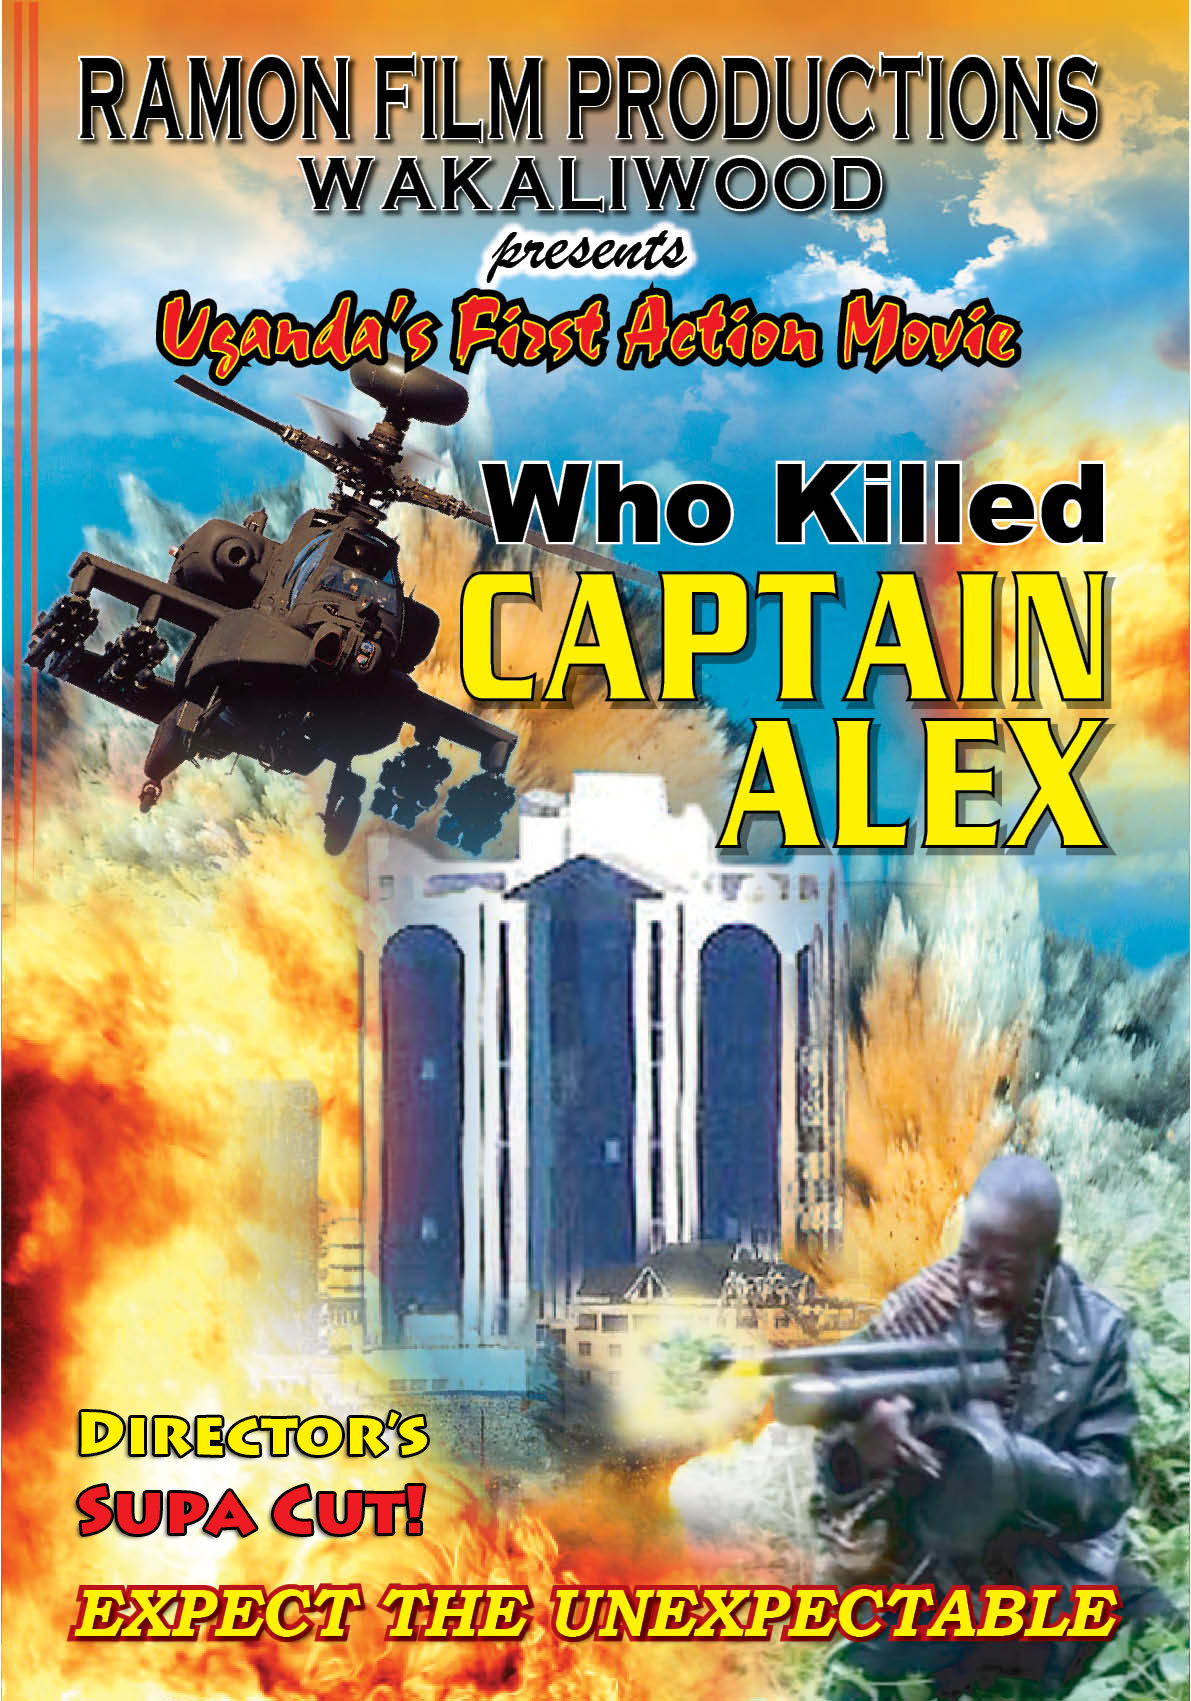 RAMON FILM PRODUCTIONS
WAKALIWOOD
presents
Uganda's First Action Movie
Who Killed
CAPTAIN
ALEX
DIRECTOR'S
SUPA CUT!
EXPECT THE UNEXPECTABLE